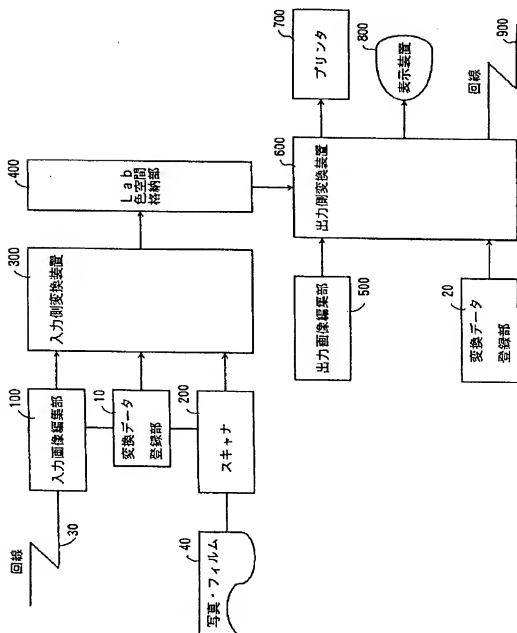 回線
30
100
入力画像編集部
10
変換データ
登録部
200
スキャナ
40
写真・フィルム
300
入力側変換装置
400
Lab
色空間
格納部
500
出力画像編集部
20
変換データ
登録部
600
出力側変換装置
700
プリンタ
800
表示装置
回線
900